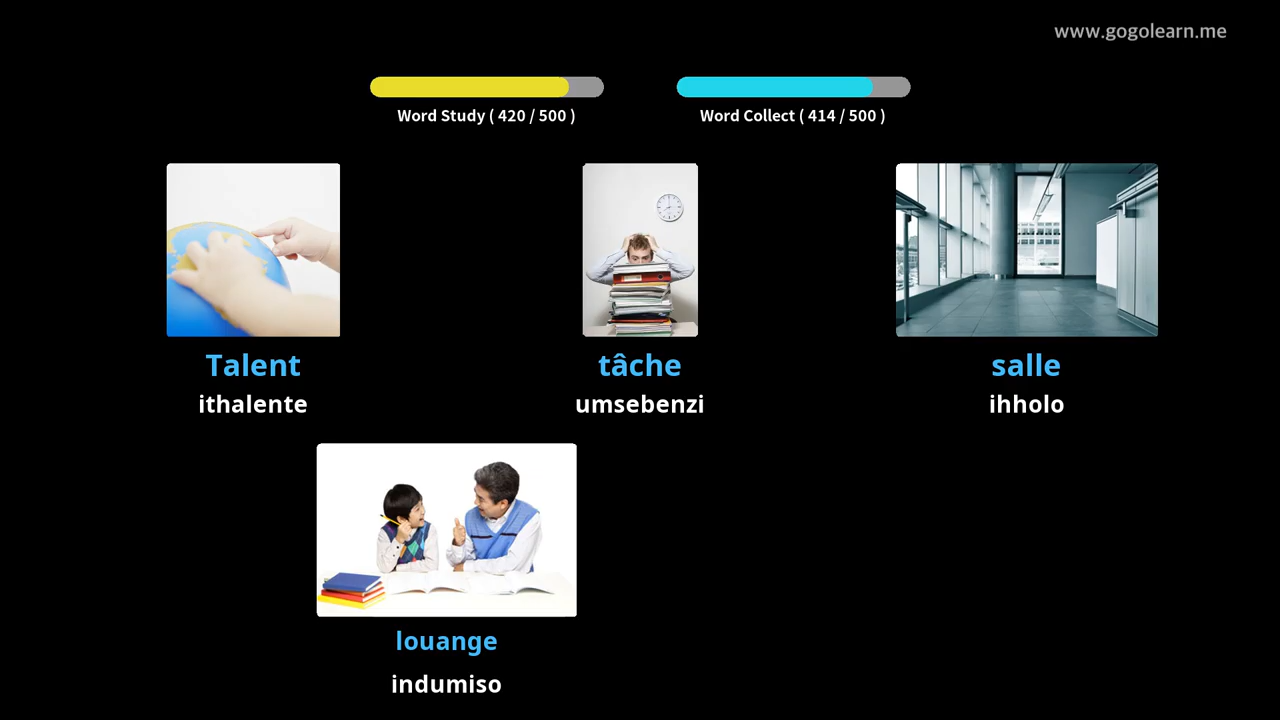 www.gogolearn.me
Word Study ( 420 / 500 )
Word Collect ( 414 / 500 )
Talent
ithalente
tâche
umsebenzi
salle
ihholo
louange
indumiso